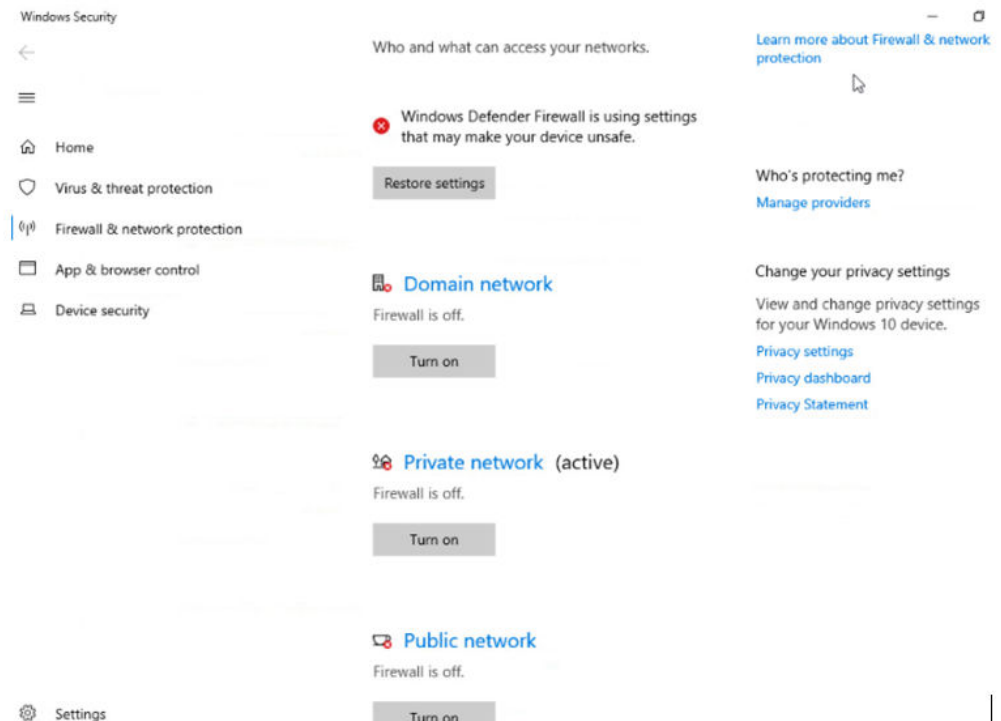 Windows Security
Home
Virus & threat protection
Firewall & network protection
App & browser control
Device security
Settings
Who and what can access your networks.
Windows Defender Firewall is using settings
that may make your device unsafe.
Restore settings
Domain network
Firewall is off.
Turn on
Private network (active)
Firewall is off.
Turn on
Public network
Firewall is off.
Turn on
Learn more about Firewall & network
protection
Who's protecting me?
Manage providers
Change your privacy settings
View and change privacy settings
for your Windows 10 device.
Privacy settings
Privacy dashboard
Privacy Statement